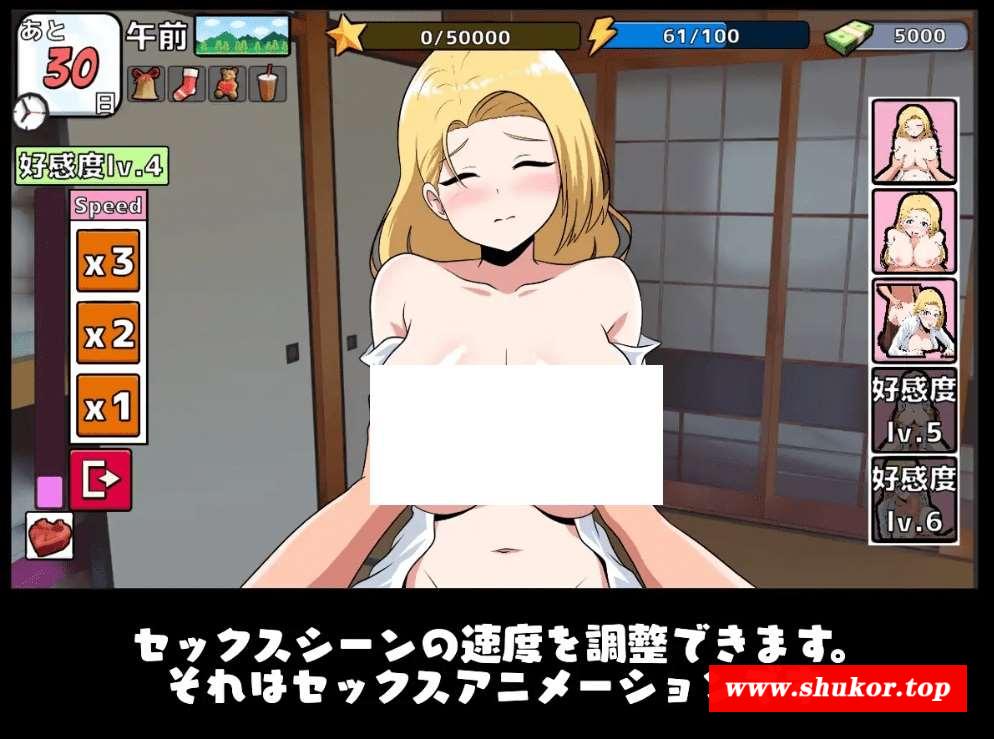 あと
30
日
午前
0/50000
61/100
5000
好感度lv.4
Speed
x3
x2
x1
好感度
lv.5
好感度
lv.6
セックスシーンの速度を調整できます。
それはセックスアニメーショ
www.shukor.top